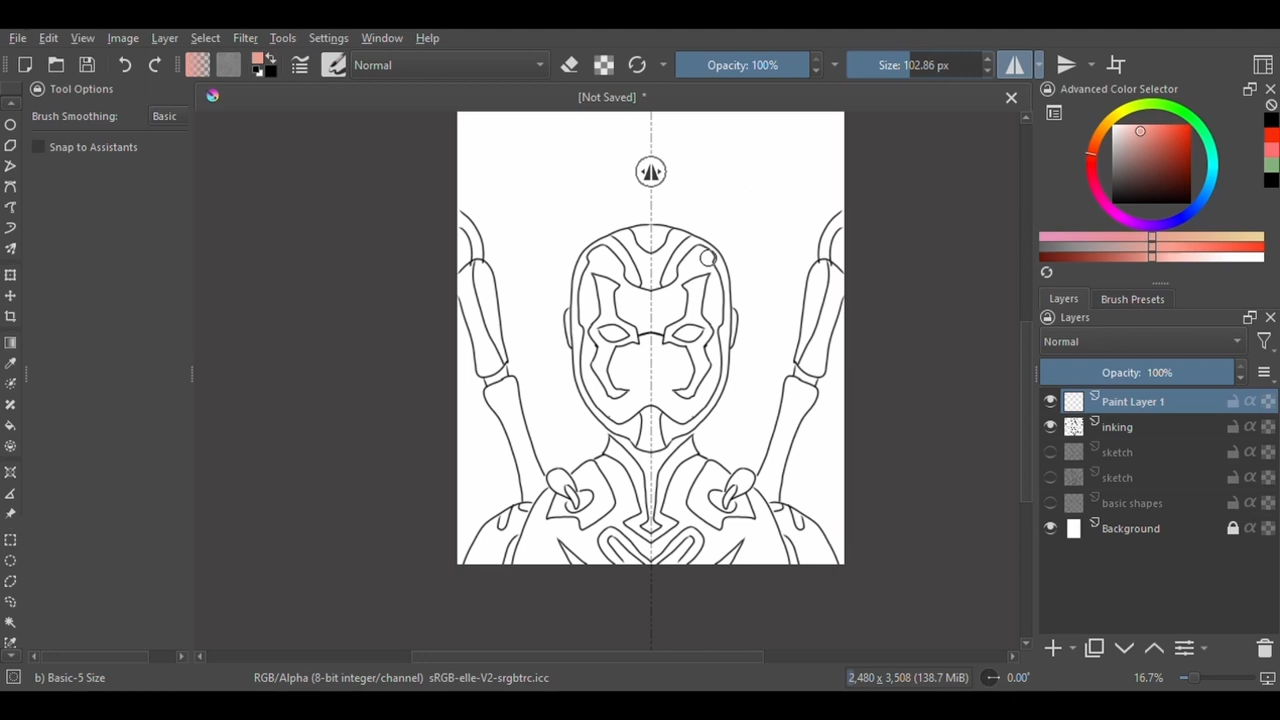 File Edit View Image Layer Select Filter Tools Settings Window Help
Normal Opacity: 100% Size: 102.86 px
Tool Options
Brush Smoothing: Basic
Snap to Assistants
[Not Saved] *
Advanced Color Selector
Layers Brush Presets
Layers
Normal
Opacity: 100%
Paint Layer 1
inking
sketch
sketch
basic shapes
Background
b) Basic-5 Size RGB/Alpha (8-bit integer/channel) sRGB-elle-V2-srgbtrc.icc 2,480 x 3,508 (138.7 MiB) 0.00° 16.7%